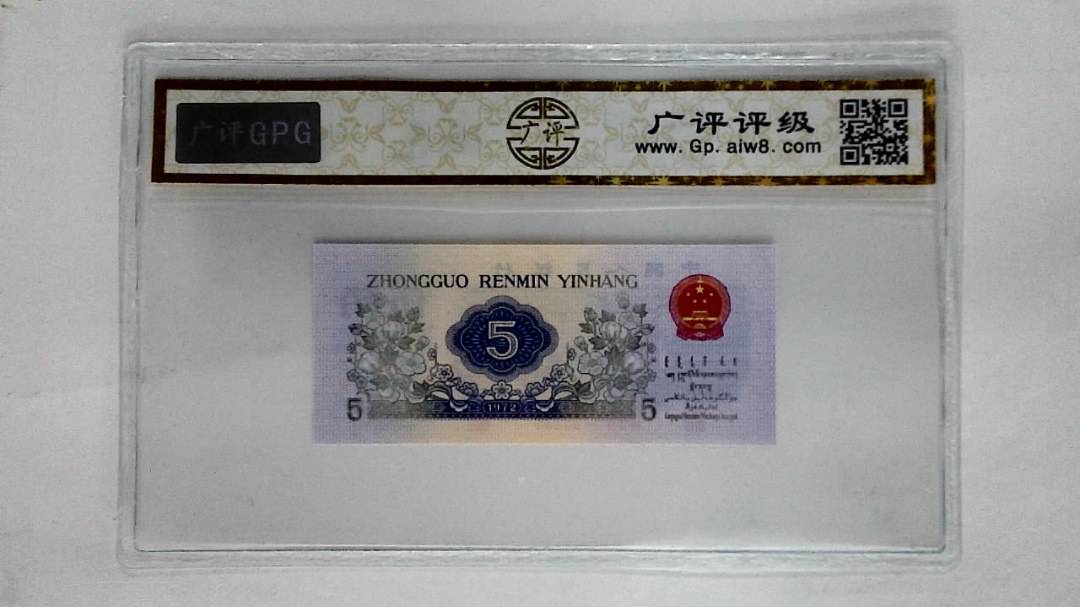 广评GPG
广评
广评评级
www. Gp. aiw8. com
ZHONGGUO RENMIN YINHANG
5
1972
5 5